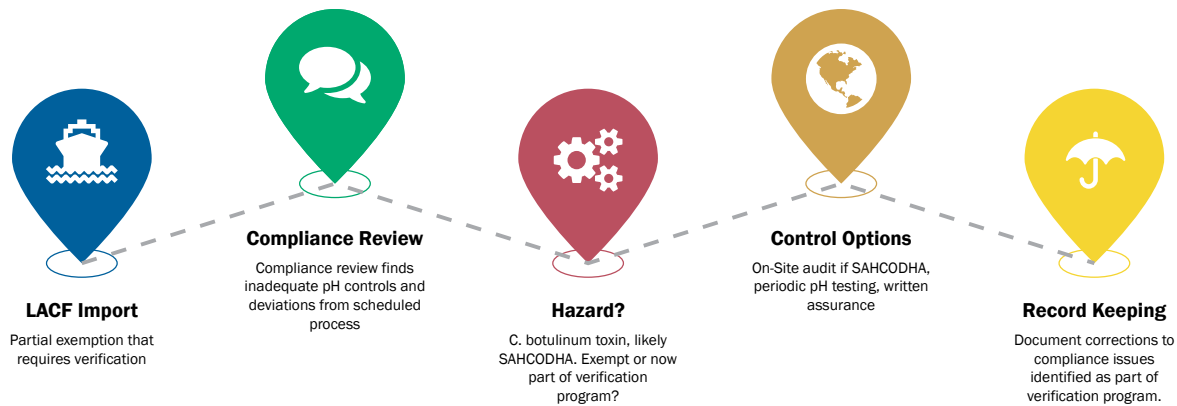 LACF Import
Partial exemption that
requires verification
Compliance Review
Compliance review finds
inadequate pH controls and
deviations from scheduled
process
Hazard?
C. botulinum toxin, likely
SAHCODHA. Exempt or now
part of verification
program?
Control Options
On-Site audit if SAHCODHA,
periodic pH testing, written
assurance
Record Keeping
Document corrections to
compliance issues
identified as part of
verification program.